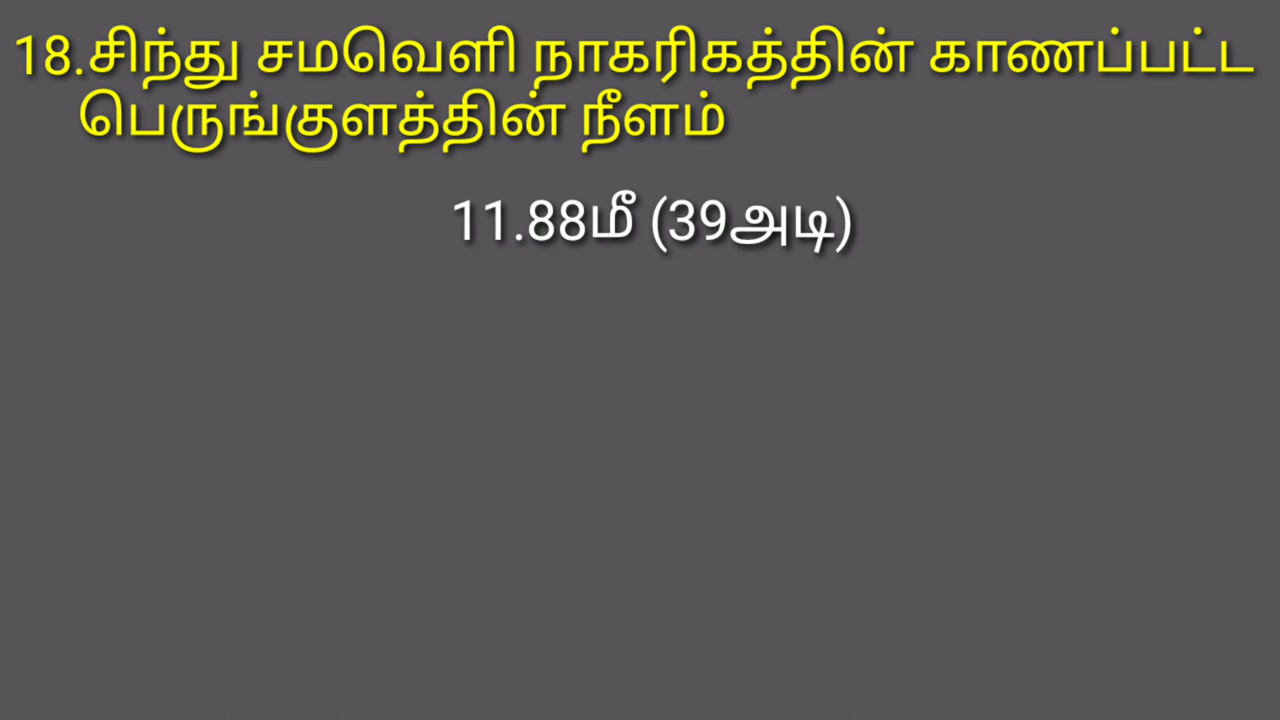 18.சிந்து சமவெளி நாகரிகத்தின் காணப்பட்ட
பெருங்குளத்தின் நீளம்
11.88மீ (39அடி)